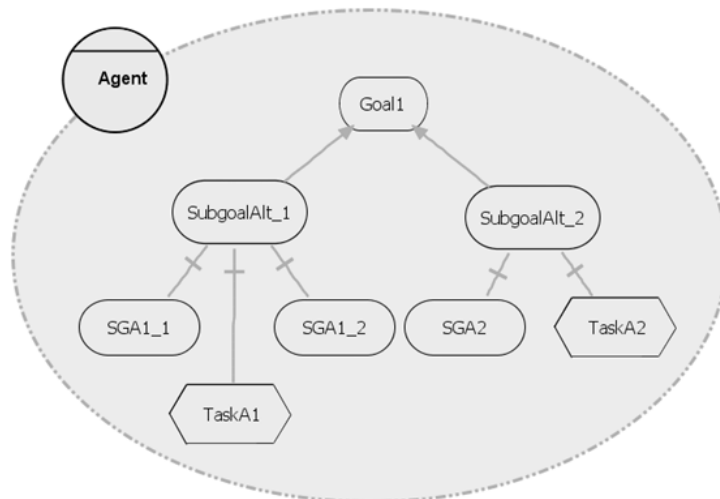 Agent
Goal1
SubgoalAlt_1
SubgoalAlt_2
SGA1_1
SGA1_2
SGA2
TaskA2
TaskA1